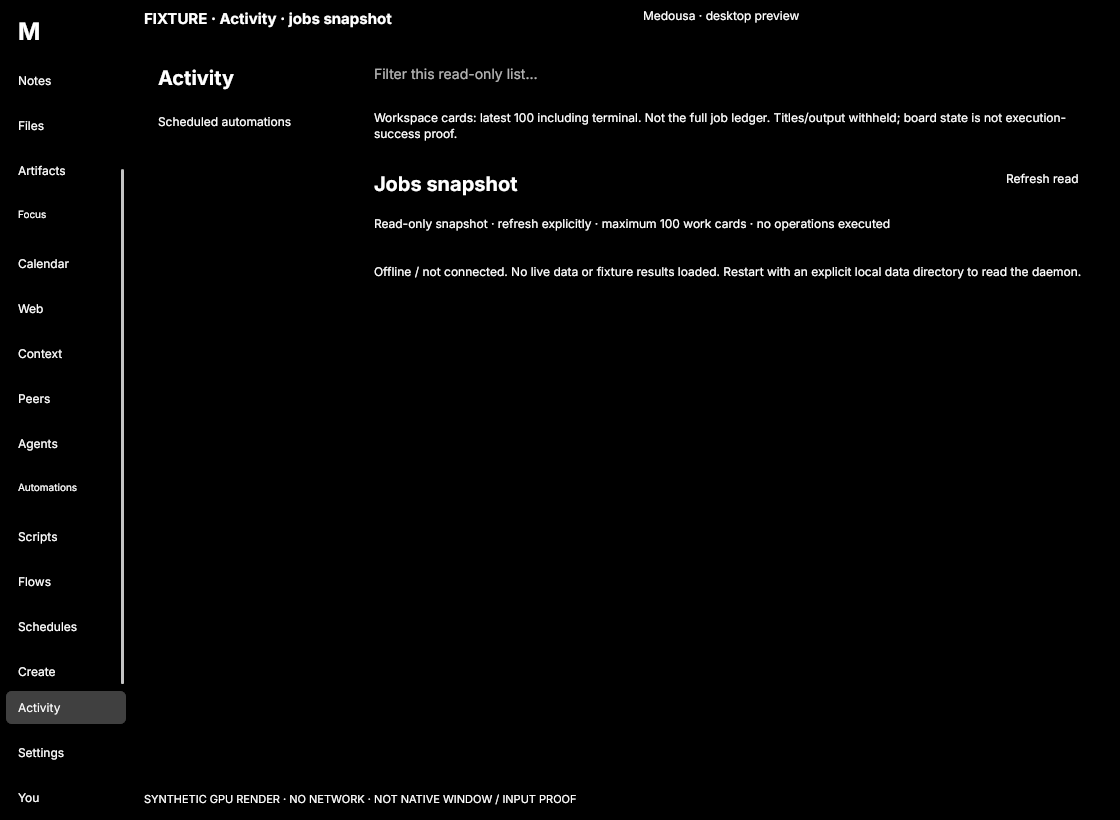 M
FIXTURE · Activity · jobs snapshot
Medousa · desktop preview
Notes
Files
Artifacts
Focus
Calendar
Web
Context
Peers
Agents
Automations
Scripts
Flows
Schedules
Create
Activity
Settings
You
Activity
Scheduled automations
Filter this read-only list...
Workspace cards: latest 100 including terminal. Not the full job ledger. Titles/output withheld; board state is not execution-
success proof.
Jobs snapshot
Refresh read
Read-only snapshot · refresh explicitly · maximum 100 work cards · no operations executed
Offline / not connected. No live data or fixture results loaded. Restart with an explicit local data directory to read the daemon.
SYNTHETIC GPU RENDER · NO NETWORK · NOT NATIVE WINDOW / INPUT PROOF